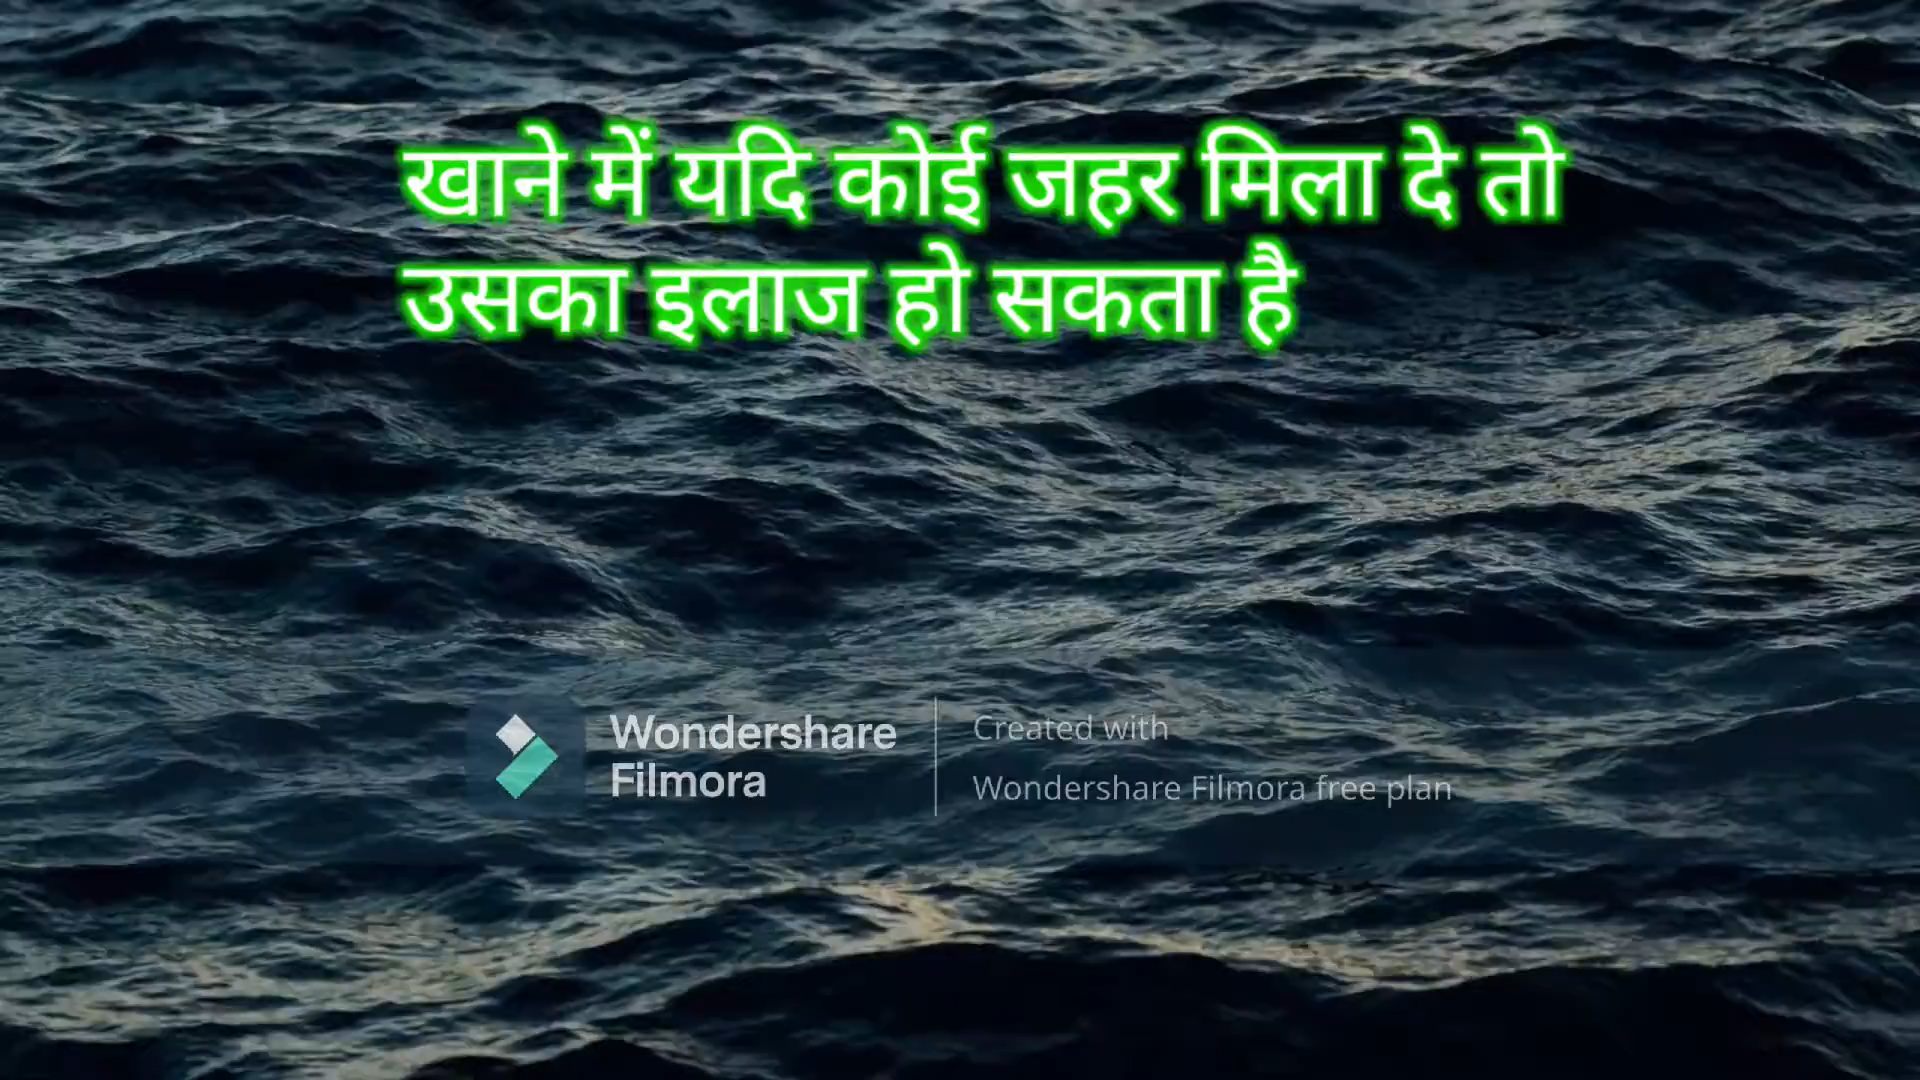 खाने में यदि कोई जहर मिला दे तो
उसका इलाज हो सकता है
Wondershare
Filmora
Created with
Wondershare Filmora free plan